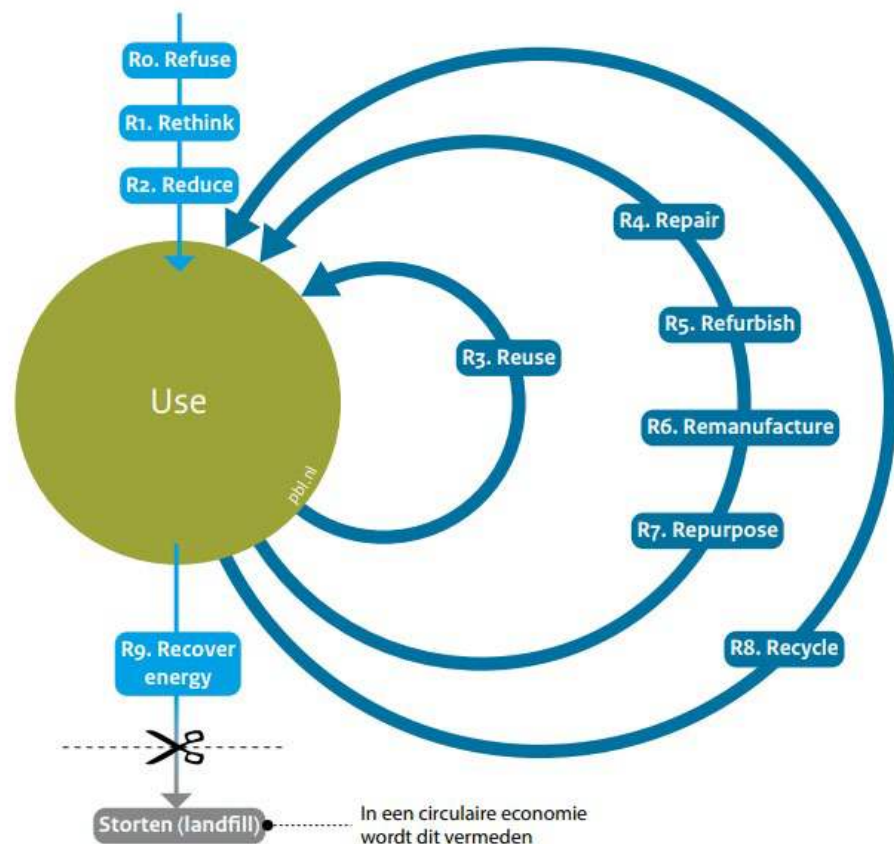 R0. Refuse
R1. Rethink
R2. Reduce
R4. Repair
R5. Refurbish
R3. Reuse
Use
R6. Remanufacture
pbl.nl
R7. Repurpose
R8. Recycle
R9. Recover
energy
Storten (landfill)
In een circulaire economie
wordt dit vermeden